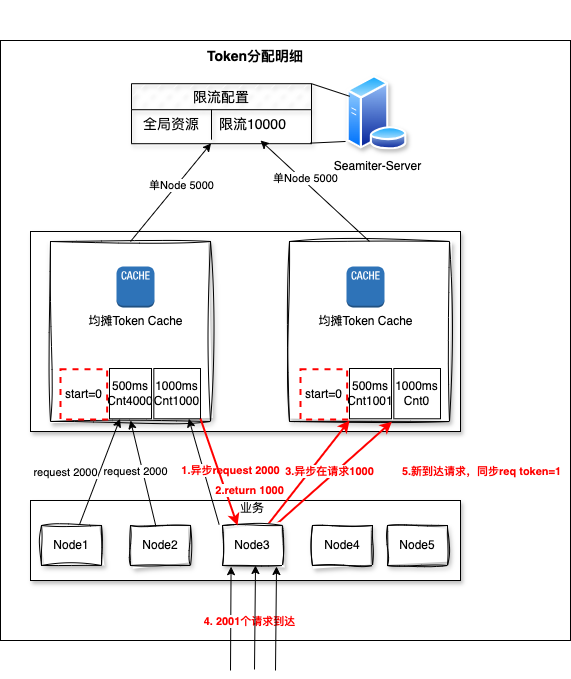 Token分配明细
限流配置
全局资源
限流10000
Seamiter-Server
单Node 5000
单Node 5000
CACHE
CACHE
均摊Token Cache
均摊Token Cache
start=0
500ms
Cnt4000
1000ms
Cnt1000
start=0
500ms
Cnt1001
1000ms
Cnt0
request 2000
request 2000
1.异步request 2000
3.异步在请求1000
5.新到达请求，同步req token=1
2.return 1000
业务
Node1
Node2
Node3
Node4
Node5
4. 2001个请求到达